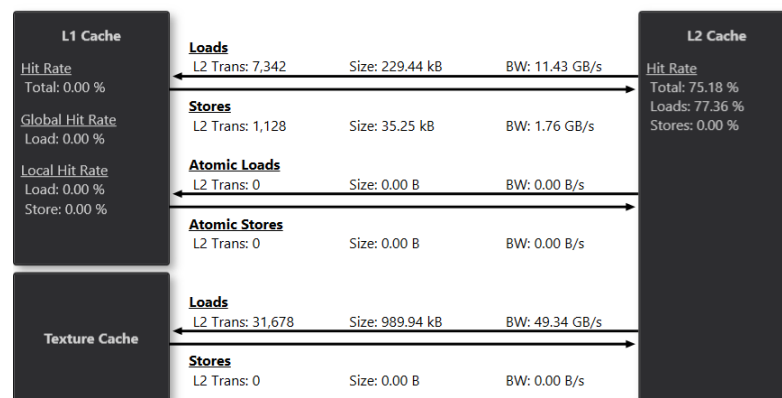 L1 Cache
Hit Rate
Total: 0.00 %
Global Hit Rate
Load: 0.00 %
Local Hit Rate
Load: 0.00 %
Store: 0.00 %
Loads
L2 Trans: 7,342 Size: 229.44 kB BW: 11.43 GB/s
Stores
L2 Trans: 1,128 Size: 35.25 kB BW: 1.76 GB/s
Atomic Loads
L2 Trans: 0 Size: 0.00 B BW: 0.00 B/s
Atomic Stores
L2 Trans: 0 Size: 0.00 B BW: 0.00 B/s
L2 Cache
Hit Rate
Total: 75.18 %
Loads: 77.36 %
Stores: 0.00 %
Texture Cache
Loads
L2 Trans: 31,678 Size: 989.94 kB BW: 49.34 GB/s
Stores
L2 Trans: 0 Size: 0.00 B BW: 0.00 B/s